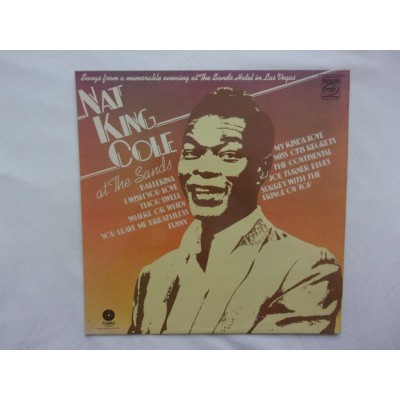 Songs from a memorable evening at The Sands Hotel in Las Vegas
NAT
KING
COLE
at The Sands
BALLERINA
I WISH YOU LOVE
THOU SWELL
WHERE OR WHEN
YOU LEAVE ME BREATHLESS
FUNNY
MY KINDA LOVE
MISS OTIS REGRETS
THE CONTINENTAL
JOE TURNER BLUES
SURREY WITH THE
FRINGE ON TOP
Capitol